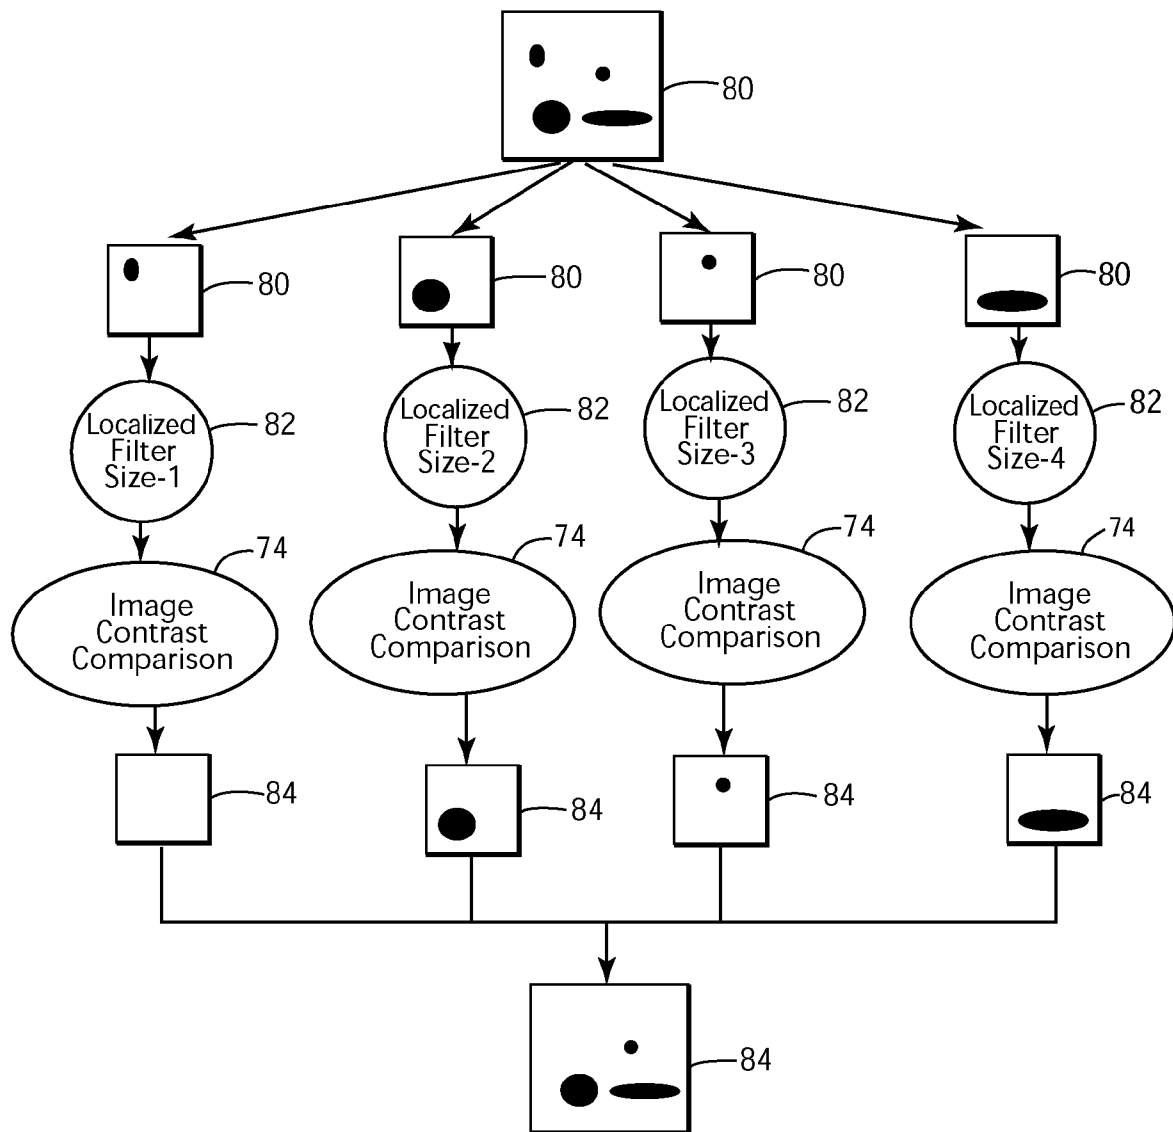 80
80
80
80
80
Localized
Filter
Size-1
82
Localized
Filter
Size-2
82
Localized
Filter
Size-3
82
Localized
Filter
Size-4
82
74
Image
Contrast
Comparison
74
Image
Contrast
Comparison
74
Image
Contrast
Comparison
74
Image
Contrast
Comparison
84
84
84
84
84